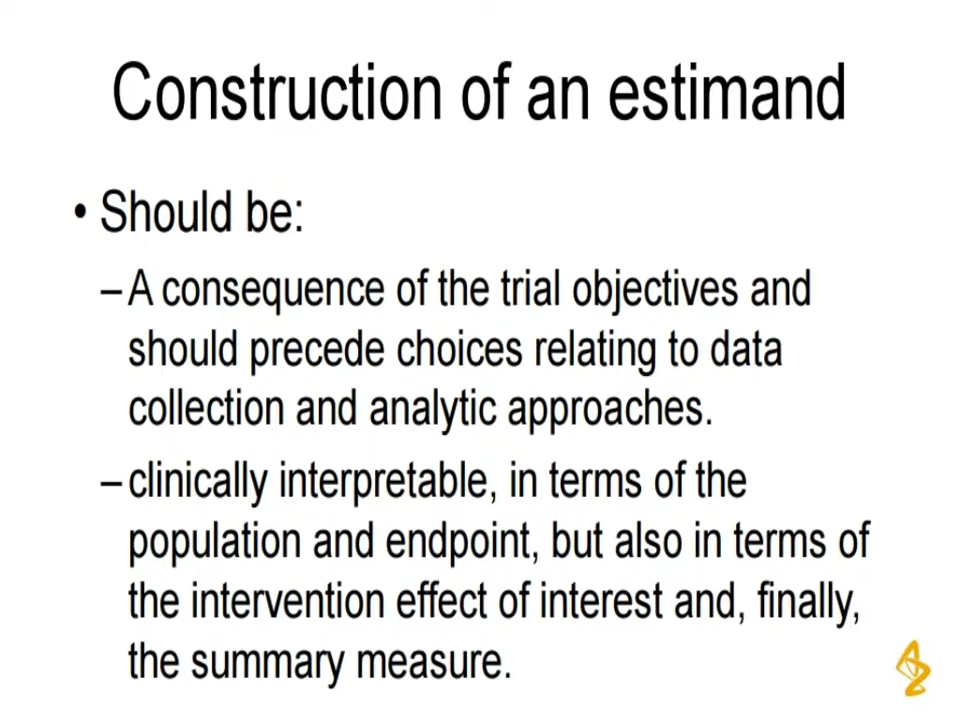 Construction of an estimand
• Should be:
– A consequence of the trial objectives and
should precede choices relating to data
collection and analytic approaches.
– clinically interpretable, in terms of the
population and endpoint, but also in terms of
the intervention effect of interest and, finally,
the summary measure.